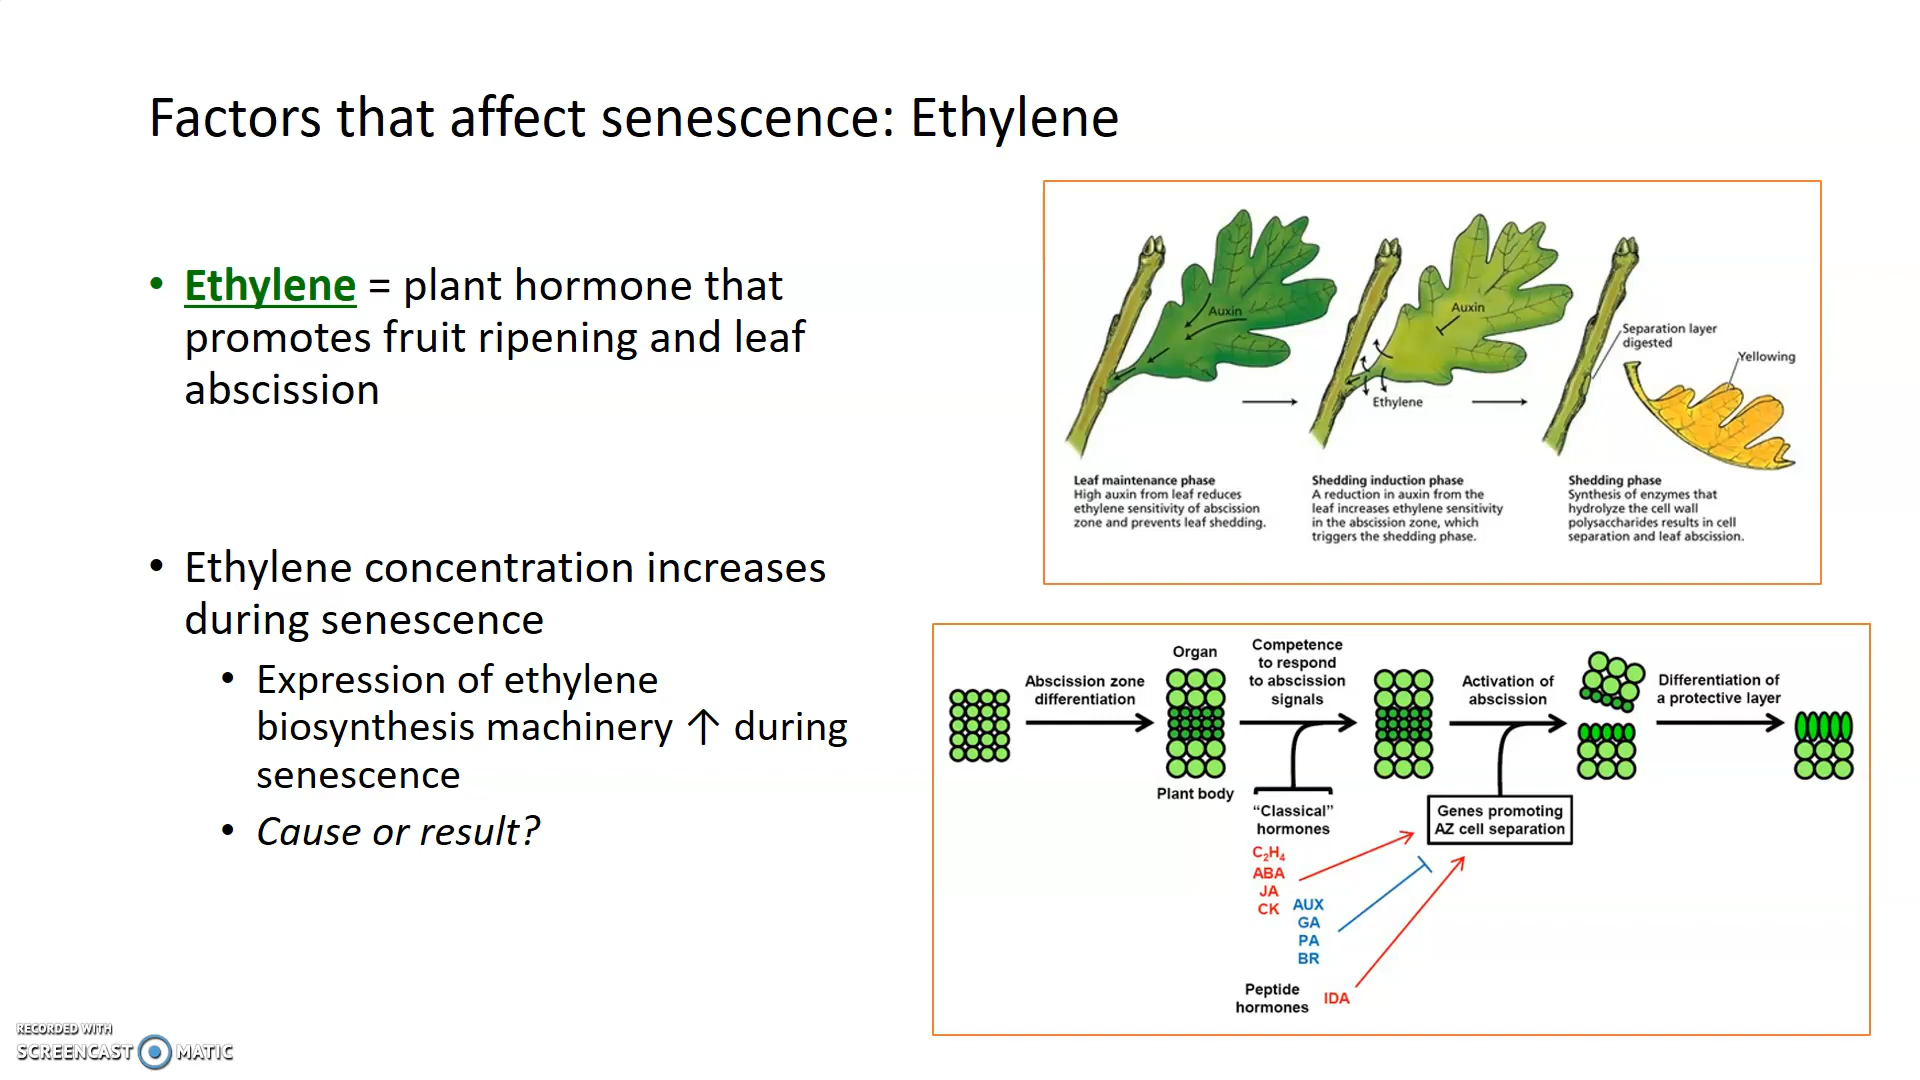 Factors that affect senescence: Ethylene
• Ethylene = plant hormone that
promotes fruit ripening and leaf
abscission
• Ethylene concentration increases
during senescence
• Expression of ethylene
biosynthesis machinery ↑ during
senescence
• Cause or result?
Auxin
Auxin
Ethylene
Separation layer
digested
Yellowing
Leaf maintenance phase
High auxin from leaf reduces
ethylene sensitivity of abscission
zone and prevents leaf shedding.
Shedding induction phase
A reduction in auxin from the
leaf increases ethylene sensitivity
in the abscission zone, which
triggers the shedding phase.
Shedding phase
Synthesis of enzymes that
hydrolyze the cell wall
polysaccharides results in cell
separation and leaf abscission.
Abscission zone
differentiation
Organ
Plant body
Competence
to respond
to abscission
signals
"Classical"
hormones
C₂H₄
ABA
JA
CK
AUX
GA
PA
BR
Peptide
hormones
IDA
Activation of
abscission
Genes promoting
AZ cell separation
Differentiation of
a protective layer
RECORDED WITH
SCREENCAST MATIC